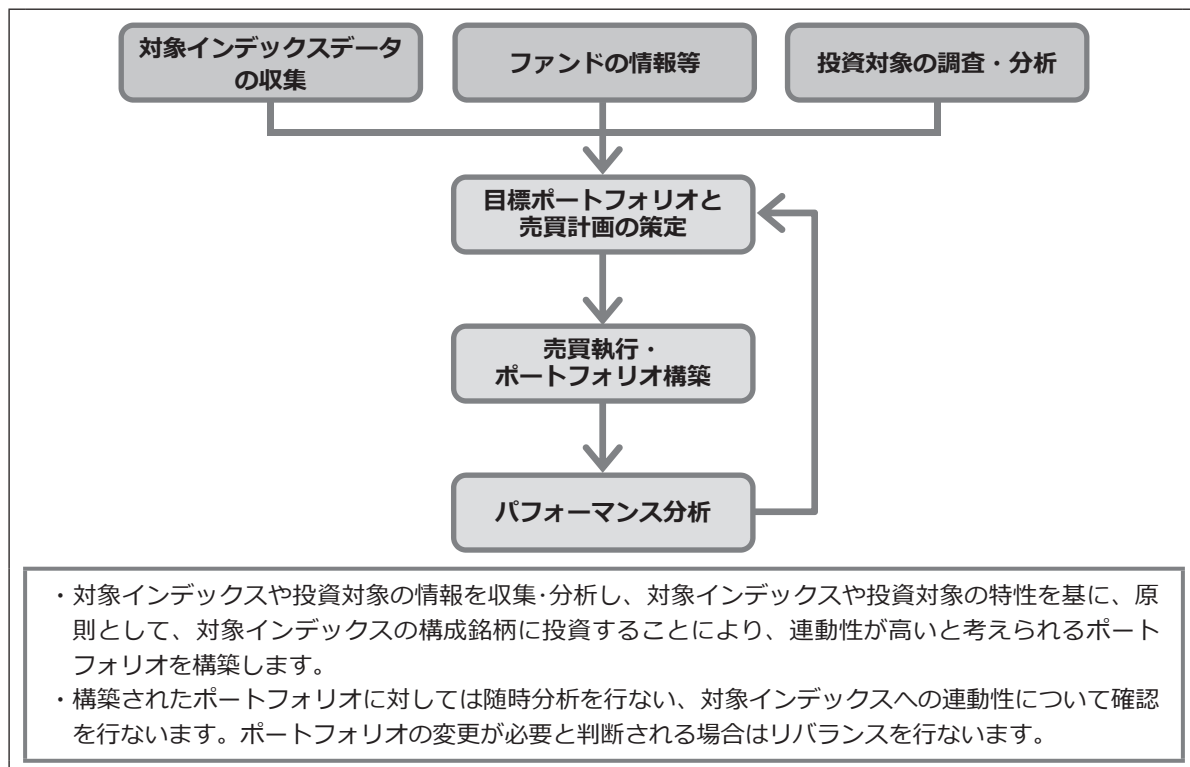 対象インデックスデータ
の収集
ファンドの情報等
投資対象の調査・分析
目標ポートフォリオと
売買計画の策定
売買執行・
ポートフォリオ構築
パフォーマンス分析
・対象インデックスや投資対象の情報を収集・分析し、対象インデックスや投資対象の特性を基に、原
則として、対象インデックスの構成銘柄に投資することにより、連動性が高いと考えられるポート
フォリオを構築します。
・構築されたポートフォリオに対しては随時分析を行ない、対象インデックスへの連動性について確認
を行ないます。ポートフォリオの変更が必要と判断される場合はリバランスを行ないます。